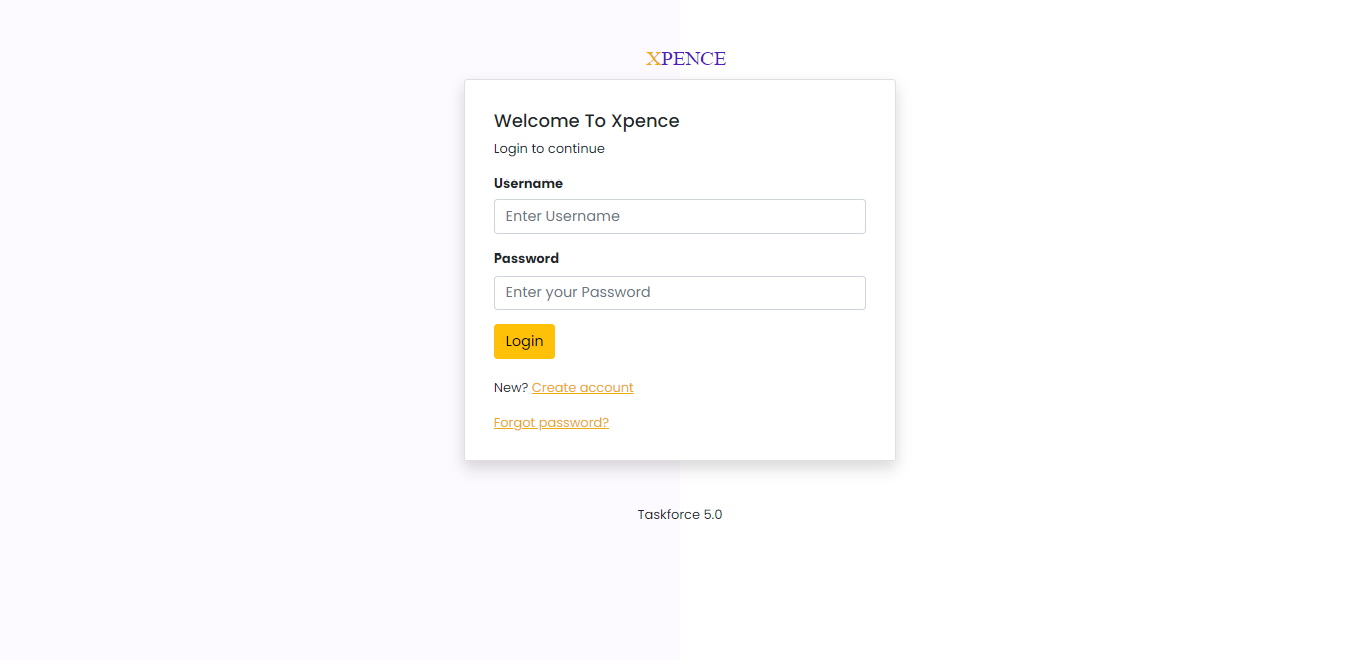 XPENCE
Welcome To Xpence
Login to continue
Username
Enter Username
Password
Enter your Password
Login
New? Create account
Forgot password?
Taskforce 5.0